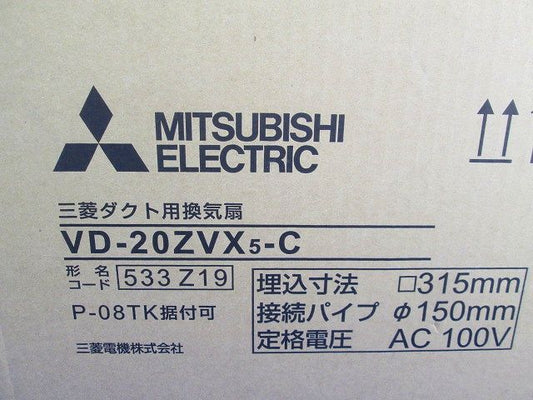 MITSUBISHI
ELECTRIC
三菱ダクト用換気扇
VD-20ZVX5-C
形名コード 533 Z19
P-08TK据付可
三菱電機株式会社
埋込寸法 □315mm
接続パイプ φ150mm
定格電圧 AC 100V